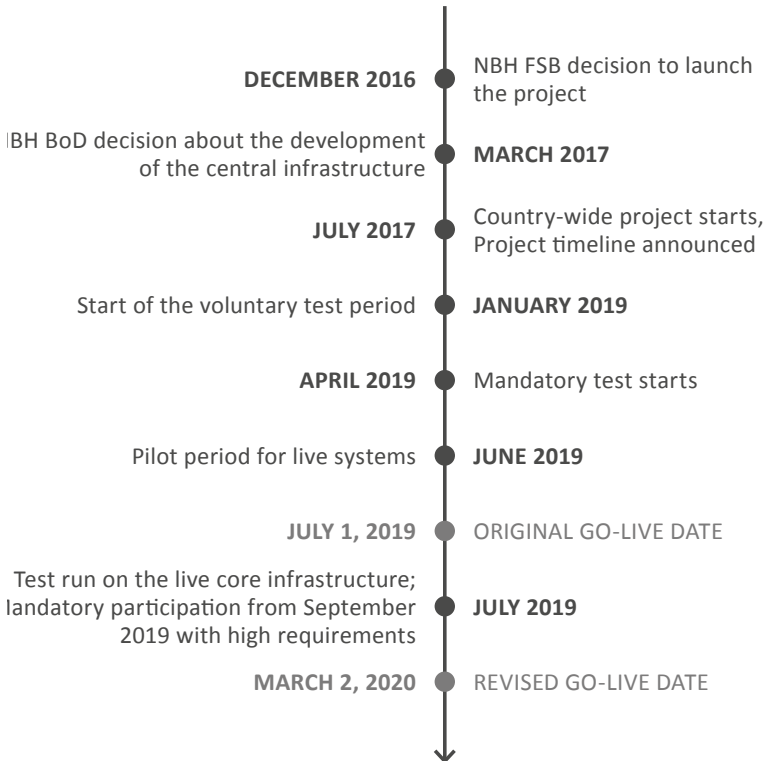 DECEMBER 2016
NBH FSB decision to launch
the project
BoD decision about the development
of the central infrastructure
MARCH 2017
JULY 2017
Country-wide project starts,
Project timeline announced
Start of the voluntary test period
JANUARY 2019
APRIL 2019
Mandatory test starts
Pilot period for live systems
JUNE 2019
JULY 1, 2019
ORIGINAL GO-LIVE DATE
Test run on the live core infrastructure;
participation from September
2019 with high requirements
JULY 2019
MARCH 2, 2020
REVISED GO-LIVE DATE